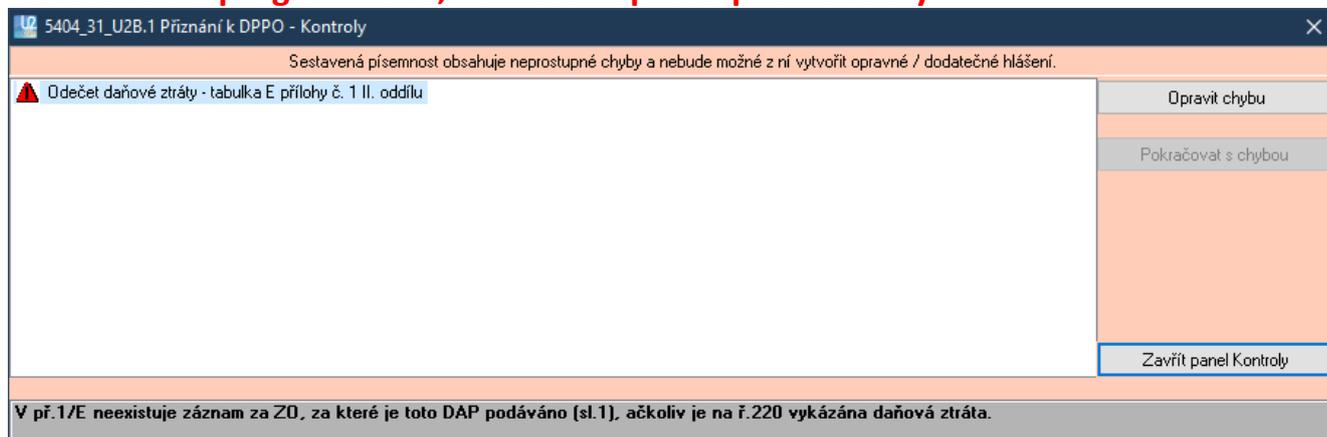 5404_31_U2B.1 Přiznání k DPPO - Kontroly
Sestavená písemnost obsahuje neprostupné chyby a nebude možné z ní vytvořit opravné / dodatečné hlášení.
Odečet daňové ztráty - tabulka E přílohy č. 1 II. oddílu
Opravit chybu
Pokračovat s chybou
Zavřít panel Kontroly
V př.1/E neexistuje záznam za ZO, za které je toto DAP podáváno (sl.1), ačkoliv je na ř.220 vykázána daňová ztráta.